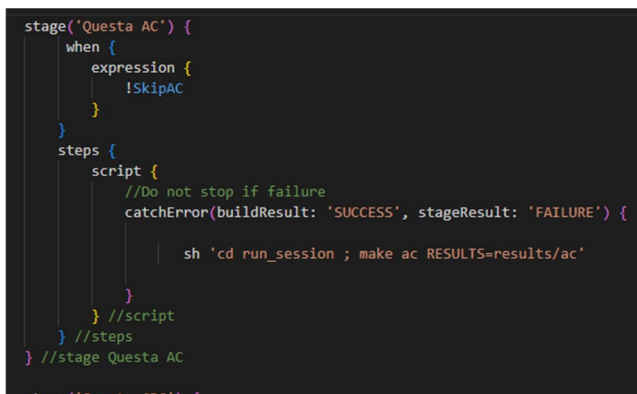 stage('Questa AC') {
when {
expression {
!SkipAC
}
}
steps {
script {
//Do not stop if failure
catchError(buildResult: 'SUCCESS', stageResult: 'FAILURE') {
sh 'cd run_session ; make ac RESULTS=results/ac'
}
} //script
} //steps
} //stage Questa AC